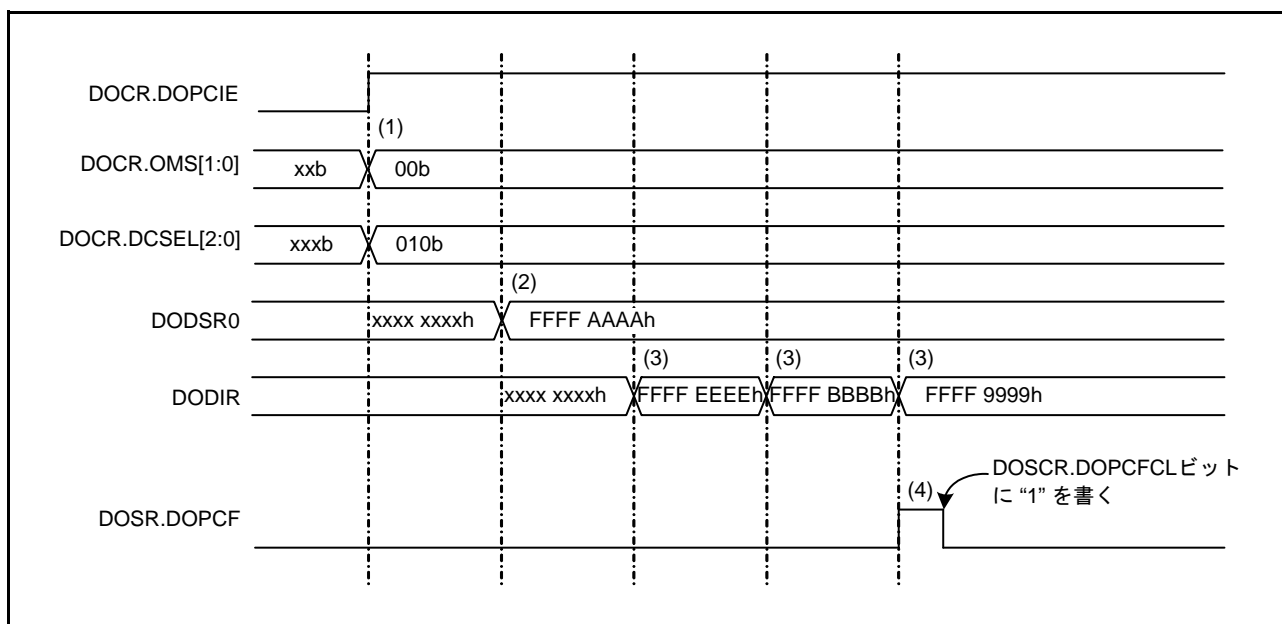 DOCR.DOPCIE
(1)
DOCR.OMS[1:0] xxb 00b
DOCR.DCSEL[2:0] xxxb 010b
(2)
DODSR0 xxxx xxxxh FFFF AAAAh
(3) (3) (3)
DODIR xxxx xxxxh FFFF EEEEh FFFF BBBBh FFFF 9999h
DOSCR.DOPCFCLビット
に “1” を書く
(4)
DOSR.DOPCF